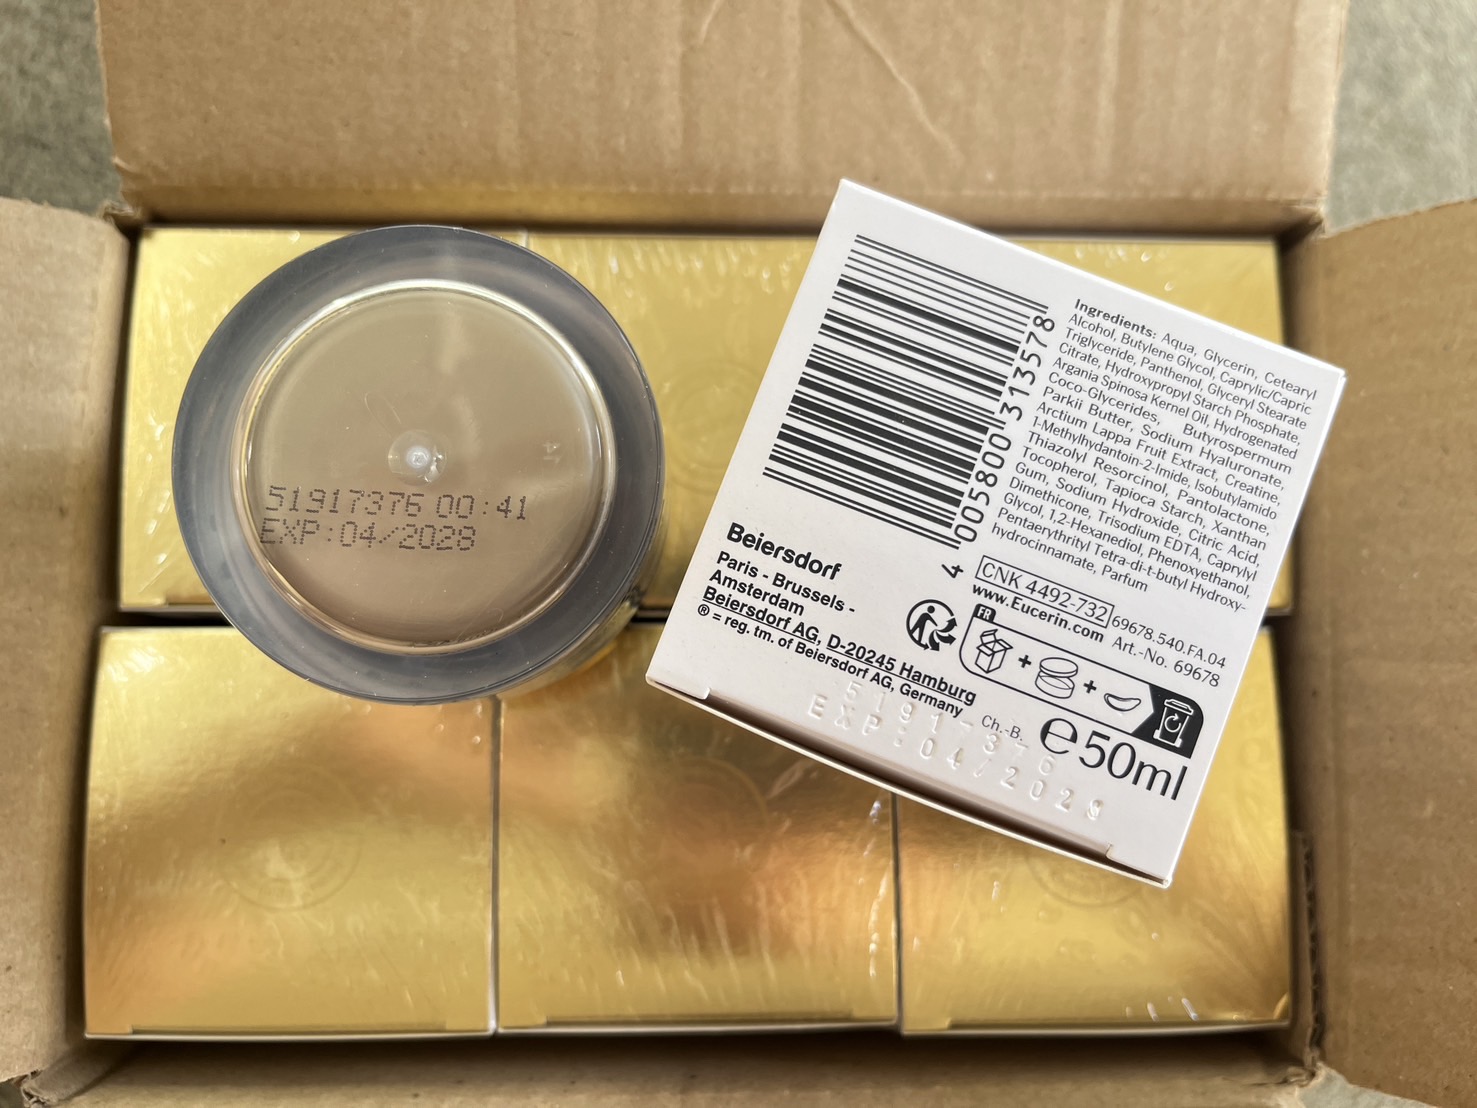 51917376 00:41
EXP:04/2028
4 005800 313578
Ingredients: Aqua, Glycerin, Cetearyl
Alcohol, Butylene Glycol, Caprylic/Capric
Triglyceride, Panthenol, Glyceryl Stearate
Citrate, Hydroxypropyl Starch Phosphate,
Argania Spinosa Kernel Oil, Hydrogenated
Coco-Glycerides, Butyrospermum
Parkii Butter, Sodium Hyaluronate,
Arctium Lappa Fruit Extract, Creatine,
1-Methylhydantoin-2-Imide, Isobutylamido
Thiazolyl Resorcinol, Pantolactone,
Tocopherol, Tapioca Starch, Xanthan
Gum, Sodium Hydroxide, Citric Acid,
Dimethicone, Trisodium EDTA, Caprylyl
Glycol, 1,2-Hexanediol, Phenoxyethanol,
Pentaerythrityl Tetra-di-t-butyl Hydroxy-
hydrocinnamate, Parfum
CNK 4492-732 69678.540.FA.04
www.Eucerin.com Art.-No. 69678
FR
Beiersdorf
Paris - Brussels -
Amsterdam
Beiersdorf AG, D-20245 Hamburg
® = reg. tm. of Beiersdorf AG, Germany
Ch.-B.
e 50ml
5191-7376